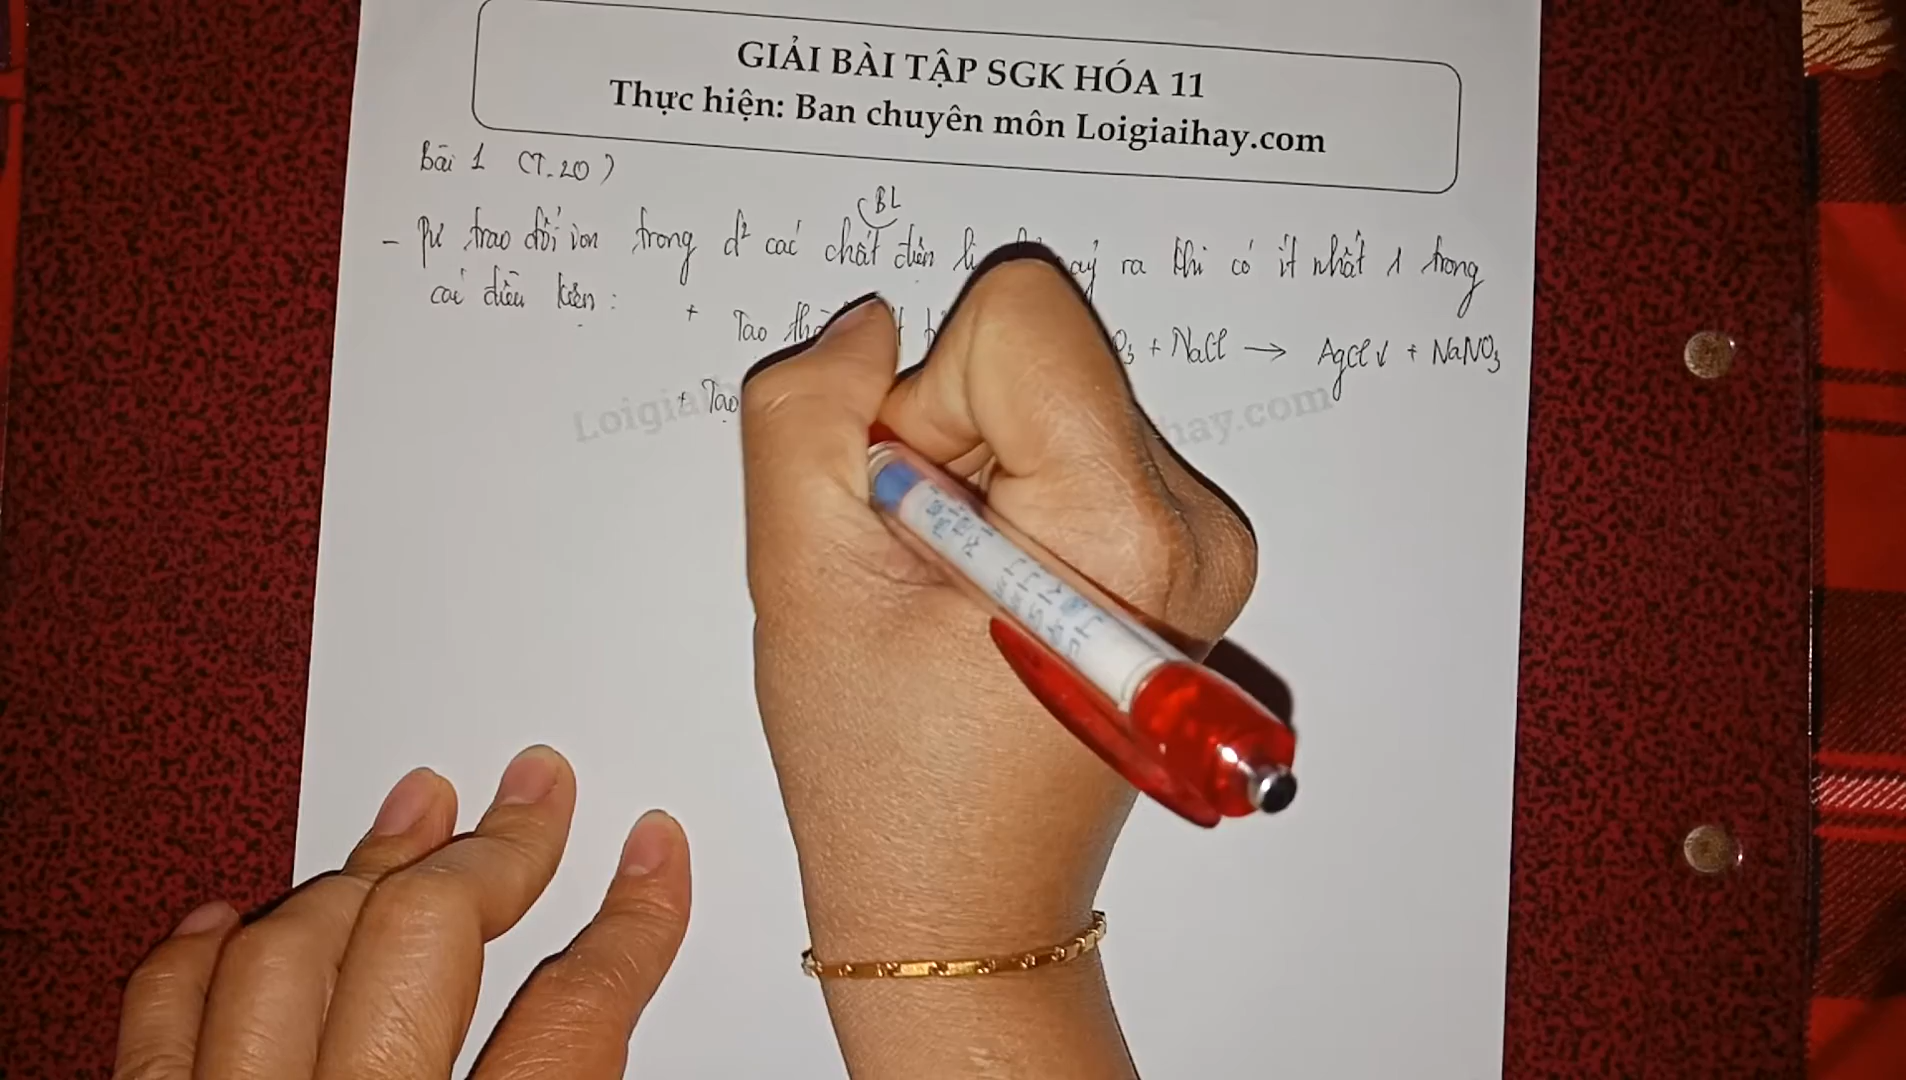 GIẢI BÀI TẬP SGK HÓA 11
Thực hiện: Ban chuyên môn Loigiaihay.com
Bài 1 (T.20)
BL
- Pư trao đổi ion trong d² các chất điện li ra khi có ít nhất 1 trong
các điều kiện :
+ Tạo + NaCl → AgCl↓ + NaNO3
+ Tạo